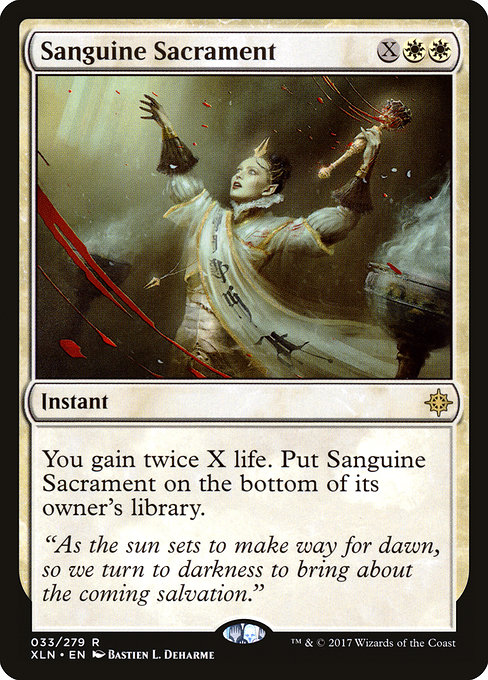 Sanguine Sacrament X
Instant
You gain twice X life. Put Sanguine
Sacrament on the bottom of its
owner's library.
“As the sun sets to make way for dawn,
so we turn to darkness to bring about
the coming salvation.”
033/279 R
XLN • EN Bastien L. Deharme
™ & © 2017 Wizards of the Coast